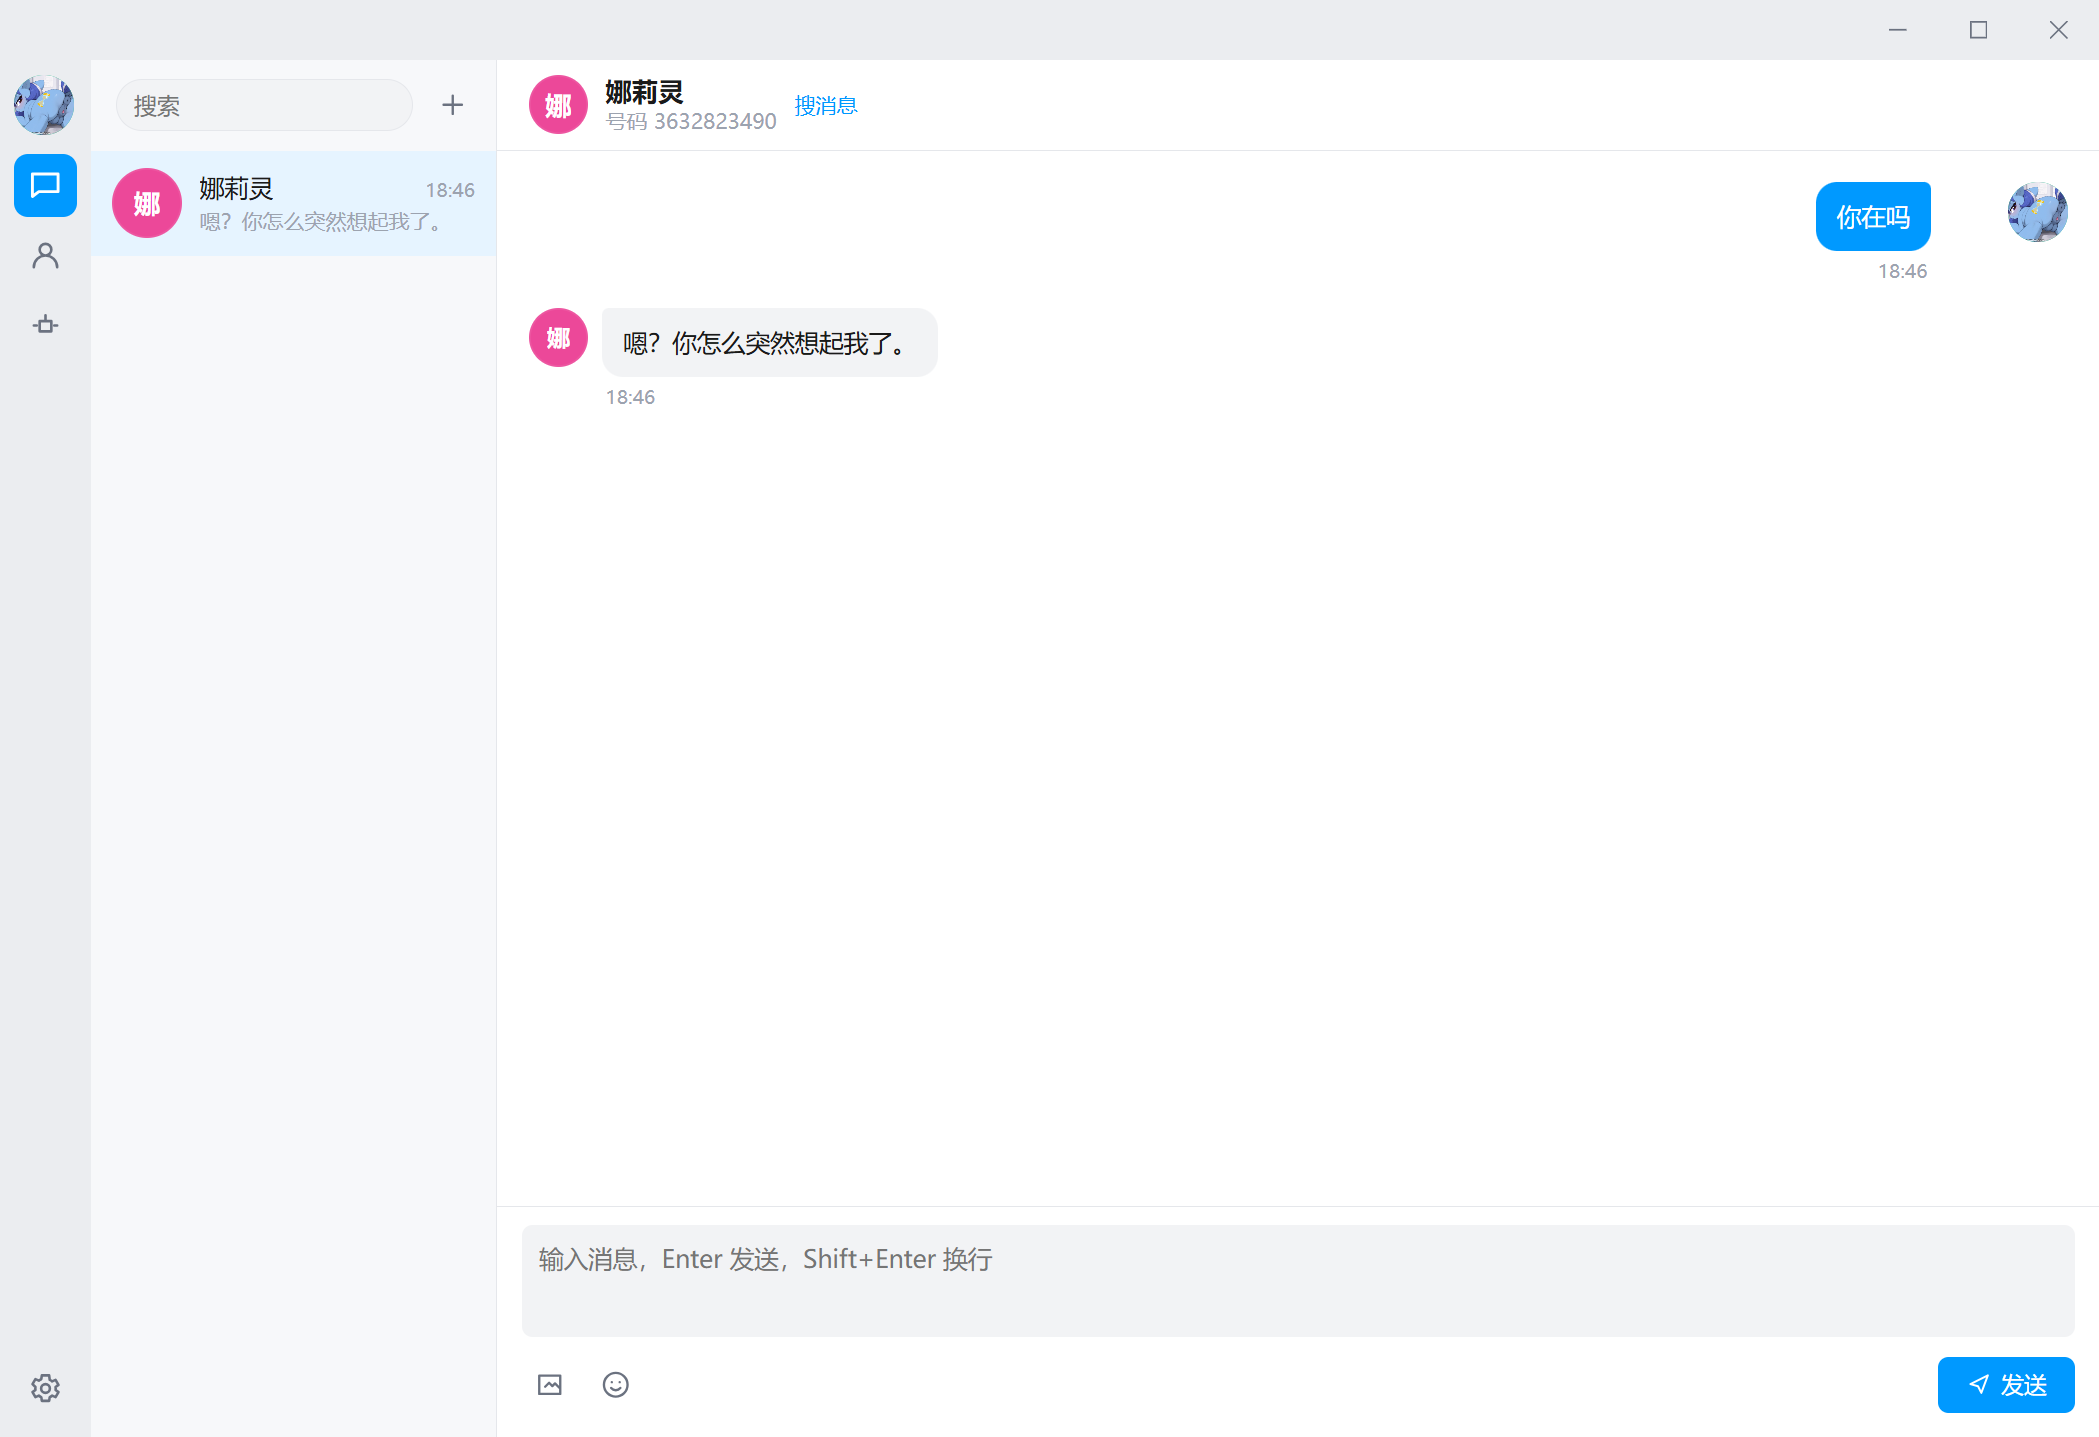 搜索
娜
娜莉灵
18:46
嗯？你怎么突然想起我了。
娜
娜莉灵
号码 3632823490
搜消息
你在吗
18:46
娜
嗯？你怎么突然想起我了。
18:46
输入消息，Enter 发送，Shift+Enter 换行
发送